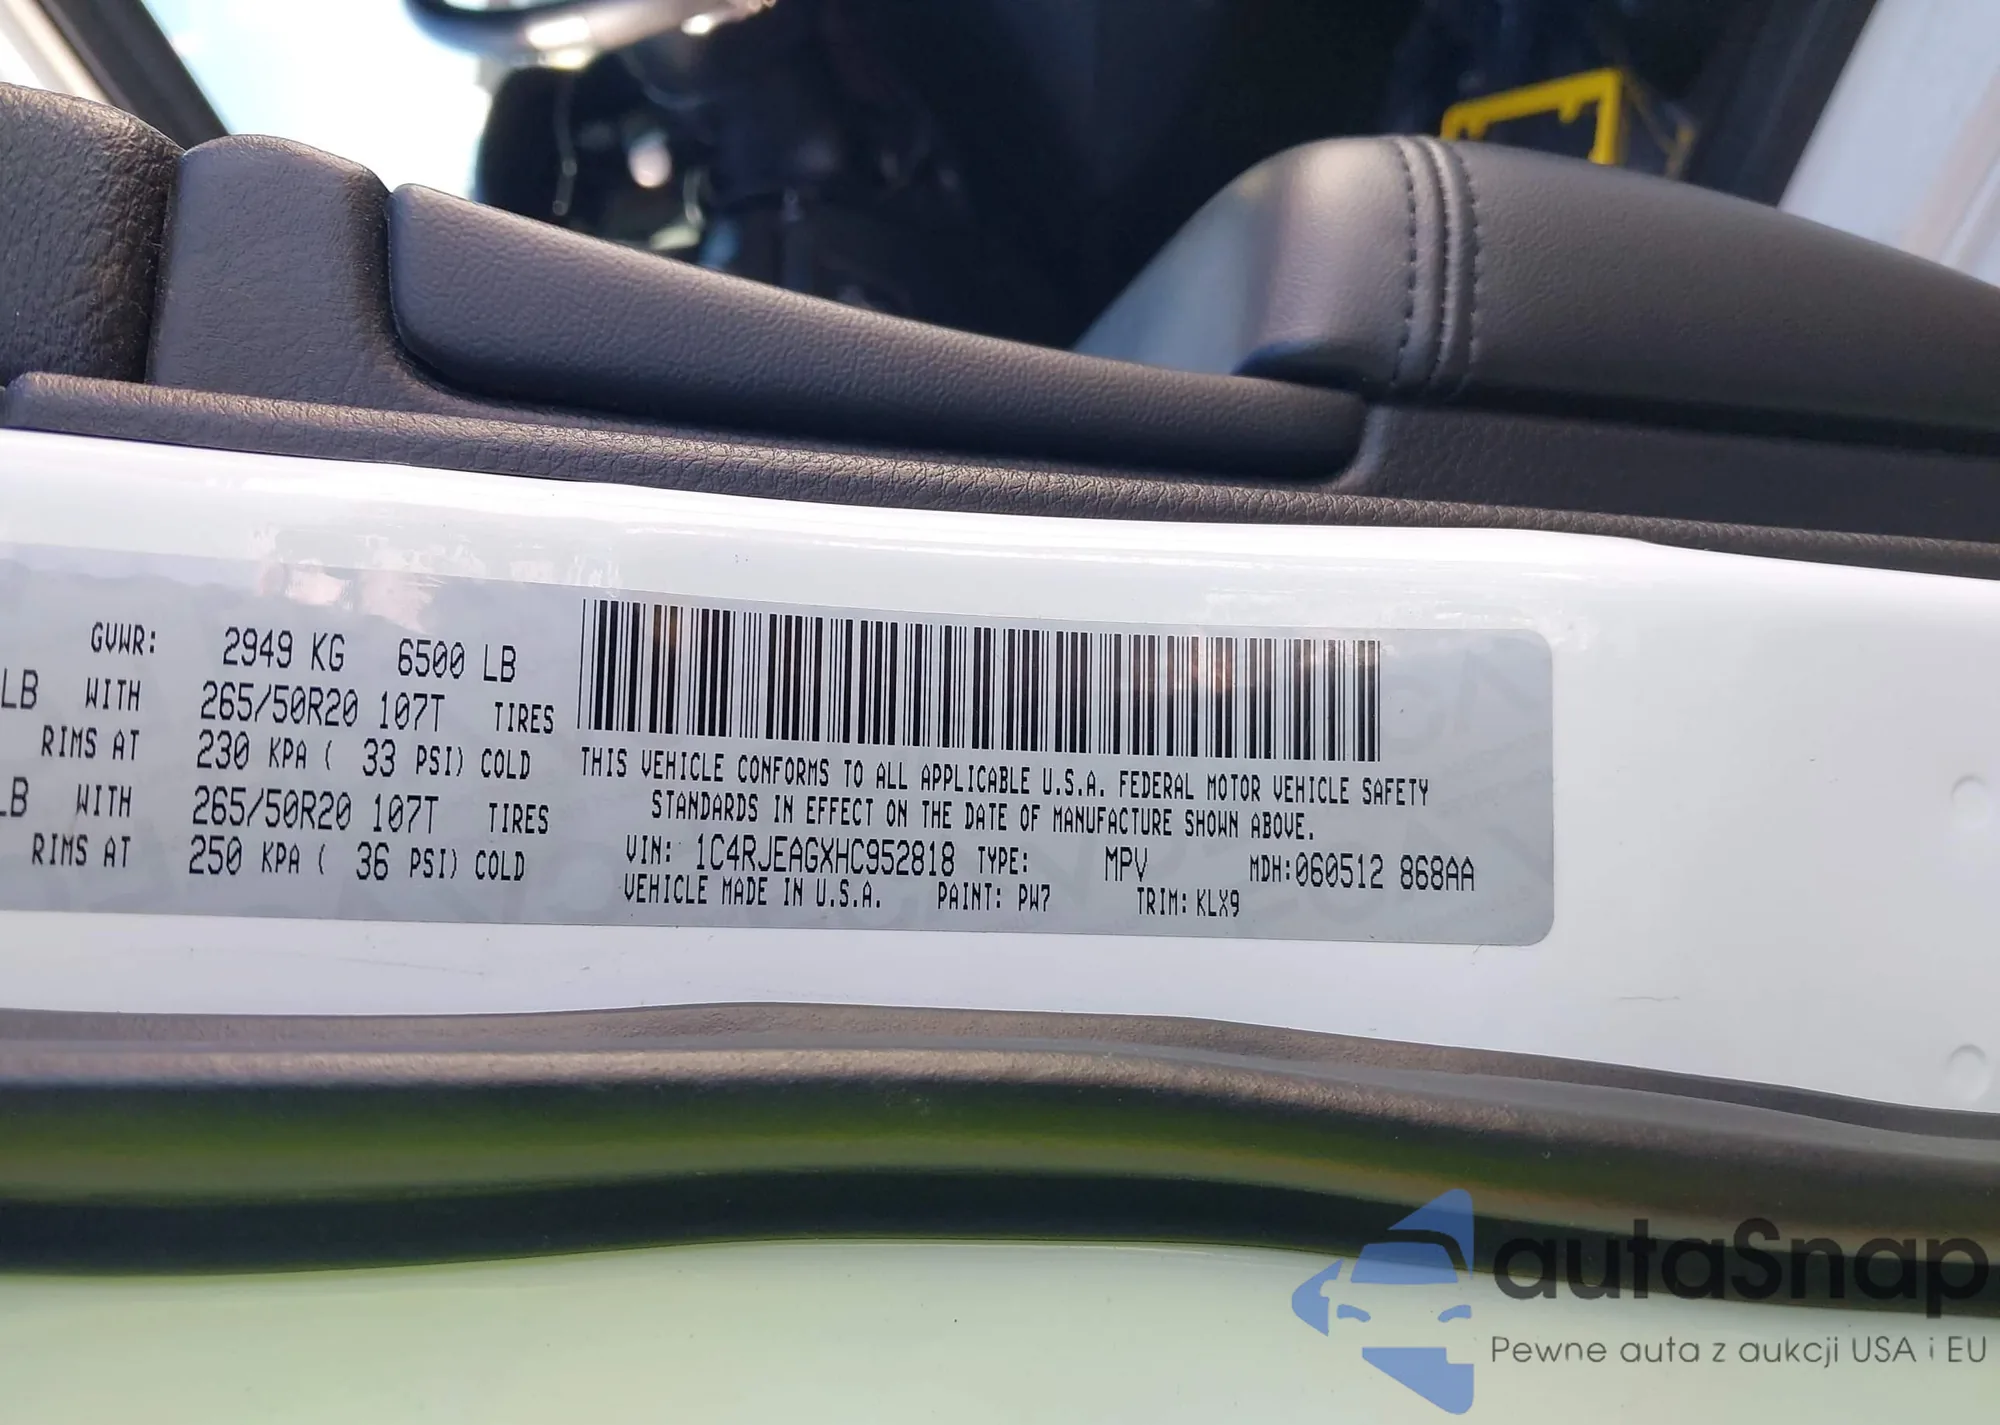 GVWR: 2949 KG 6500 LB
LB WITH 265/50R20 107T TIRES
RIMS AT 230 KPA ( 33 PSI) COLD
LB WITH 265/50R20 107T TIRES
RIMS AT 250 KPA ( 36 PSI) COLD
THIS VEHICLE CONFORMS TO ALL APPLICABLE U.S.A. FEDERAL MOTOR VEHICLE SAFETY
STANDARDS IN EFFECT ON THE DATE OF MANUFACTURE SHOWN ABOVE.
VIN: 1C4RJEAGXHC952818 TYPE: MPV MDH:060512 868AA
VEHICLE MADE IN U.S.A. PAINT: PW7 TRIM: KLX9
autaSnap
Pewne auta z aukcji USA i EU